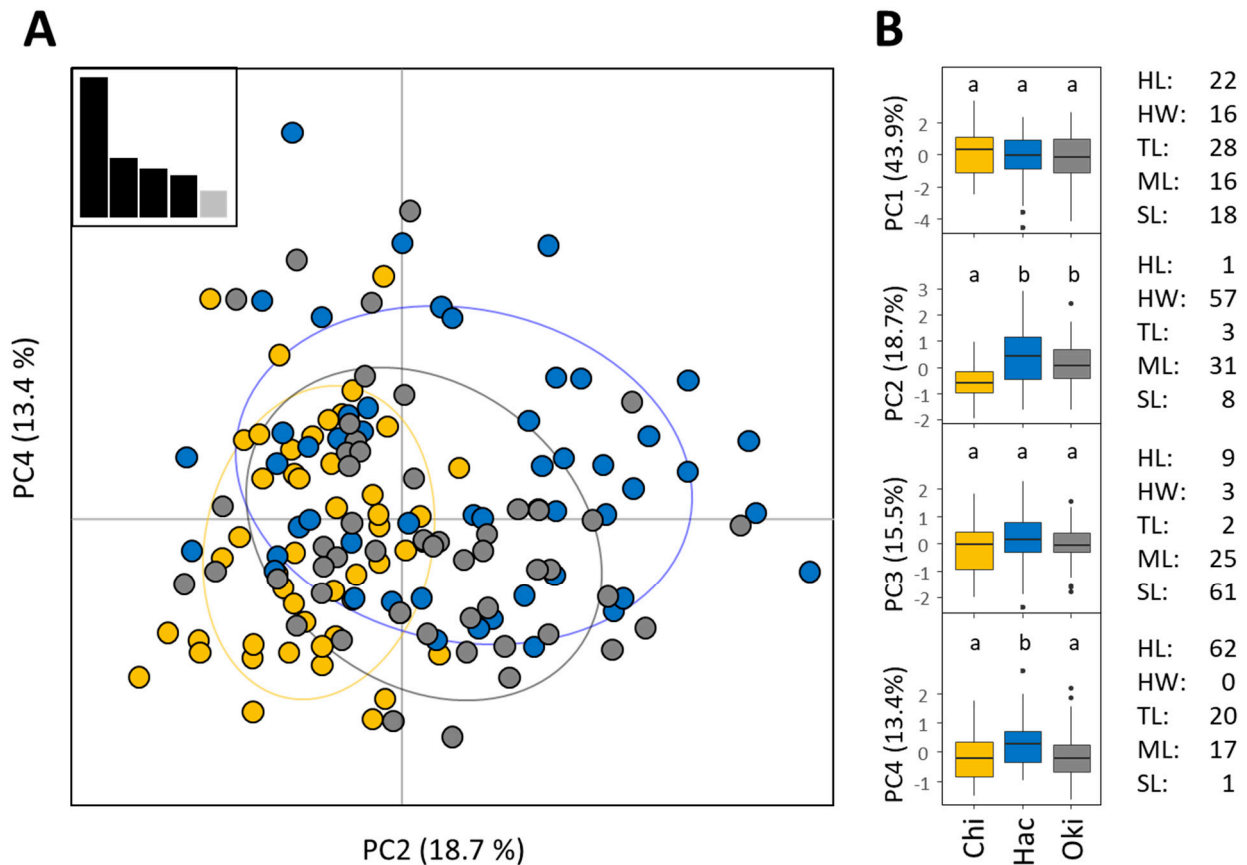 A
PC4 (13.4 %)
PC2 (18.7 %)
B
PC1 (43.9%)
2
0
-2
-4
a a a
HL: 22
HW: 16
TL: 28
ML: 16
SL: 18
PC2 (18.7%)
3
2
1
0
-1
-2
a b b
HL: 1
HW: 57
TL: 3
ML: 31
SL: 8
PC3 (15.5%)
2
1
0
-1
-2
a a a
HL: 9
HW: 3
TL: 2
ML: 25
SL: 61
PC4 (13.4%)
2
1
0
-1
a b a
HL: 62
HW: 0
TL: 20
ML: 17
SL: 1
Chi Hac Oki